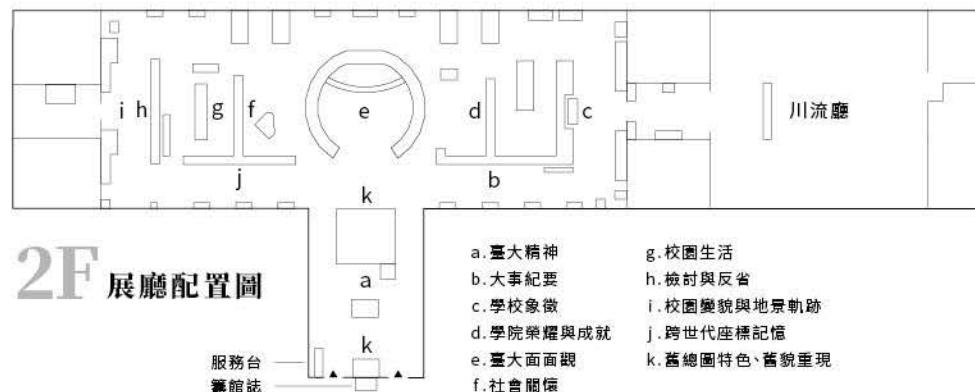 i
h
g
f
e
d
c
川流廳
j
b
k
a
k
2F 展廳配置圖
服務台
籌館誌
a.臺大精神
b.大事紀要
c.學校象徵
d.學院榮耀與成就
e.臺大面面觀
f.社會關懷
g.校園生活
h.檢討與反省
i.校園變貌與地景軌跡
j.跨世代座標記憶
k.舊總圖特色、舊貌重現